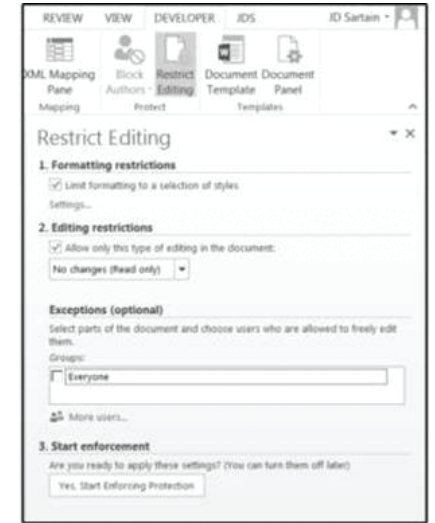 REVIEW VIEW DEVELOPER JDS JD Sartain
XML Mapping Block Restrict Document Document
Pane Authors Editing Template Panel
Mapping Protect Templates
Restrict Editing
1. Formatting restrictions
Limit formatting to a selection of styles
Settings...
2. Editing restrictions
Allow only this type of editing in the document:
No changes (Read only)
Exceptions (optional)
Select parts of the document and choose users who are allowed to freely edit
them.
Groups:
Everyone
More users...
3. Start enforcement
Are you ready to apply these settings? (You can turn them off later)
Yes, Start Enforcing Protection